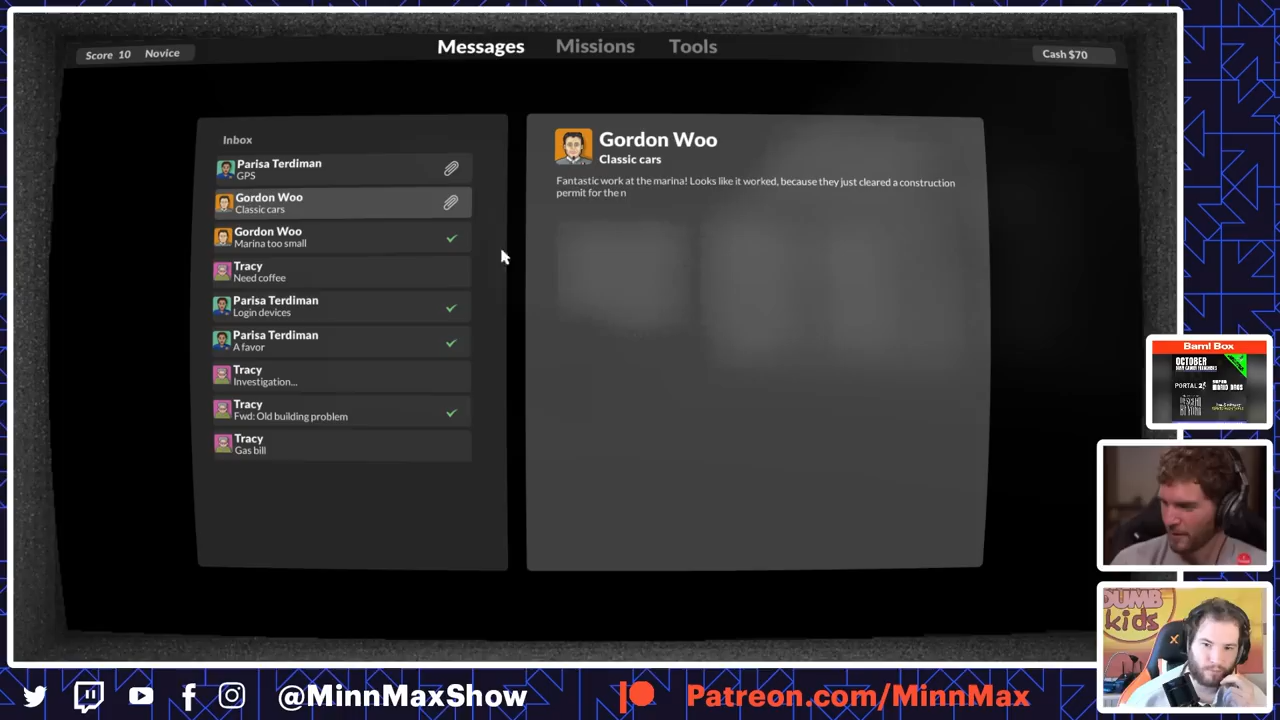 Score 10 Novice
Messages Missions Tools
Cash $70
Inbox
Parisa Terdiman
GPS
Gordon Woo
Classic cars
Gordon Woo
Marina too small
Tracy
Need coffee
Parisa Terdiman
Login devices
Parisa Terdiman
A favor
Tracy
Investigation...
Tracy
Fwd: Old building problem
Tracy
Gas bill
Gordon Woo
Classic cars
Fantastic work at the marina! Looks like it worked, because they just cleared a construction
permit for the n
Bam! Box
OCTOBER
PORTAL 2
DUMB
kids
@MinnMaxShow
Patreon.com/MinnMax